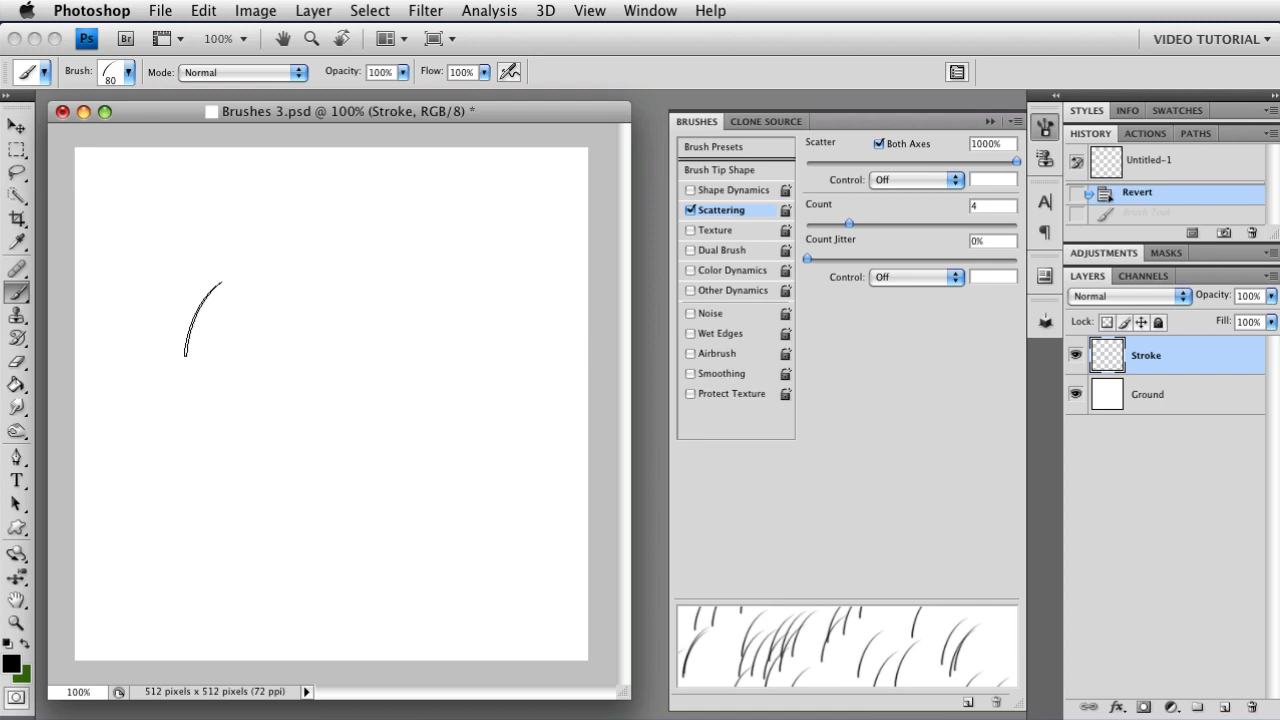 Photoshop File Edit Image Layer Select Filter Analysis 3D View Window Help
Ps Br 100% VIDEO TUTORIAL
Brush: 80 Mode: Normal Opacity: 100% Flow: 100%
Brushes 3.psd @ 100% (Stroke, RGB/8) *
100% 512 pixels x 512 pixels (72 ppi)
BRUSHES CLONE SOURCE
Brush Presets
Brush Tip Shape
Shape Dynamics
Scattering
Texture
Dual Brush
Color Dynamics
Other Dynamics
Noise
Wet Edges
Airbrush
Smoothing
Protect Texture
Scatter Both Axes 1000%
Control: Off
Count 4
Count Jitter 0%
Control: Off
STYLES INFO SWATCHES
HISTORY ACTIONS PATHS
Untitled-1
Revert
Brush Tool
ADJUSTMENTS MASKS
LAYERS CHANNELS
Normal Opacity: 100%
Lock: Fill: 100%
Stroke
Ground